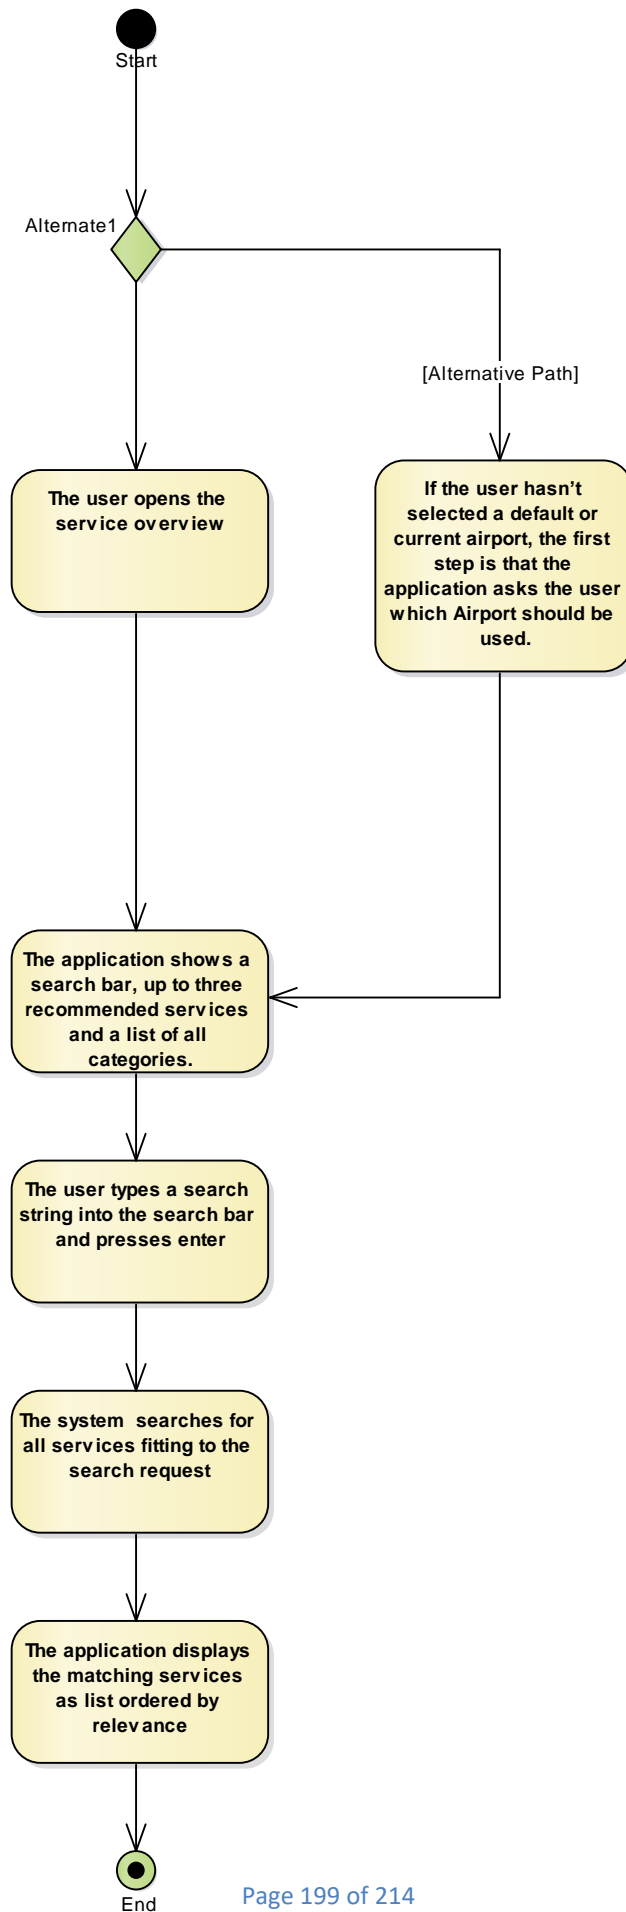 Start
Alternate1
[Alternative Path]
The user opens the
service overview
If the user hasn't
selected a default or
current airport, the first
step is that the
application asks the user
which Airport should be
used.
The application shows a
search bar, up to three
recommended services
and a list of all
categories.
The user types a search
string into the search bar
and presses enter
The system searches for
all services fitting to the
search request
The application displays
the matching services
as list ordered by
relevance
End
Page 199 of 214